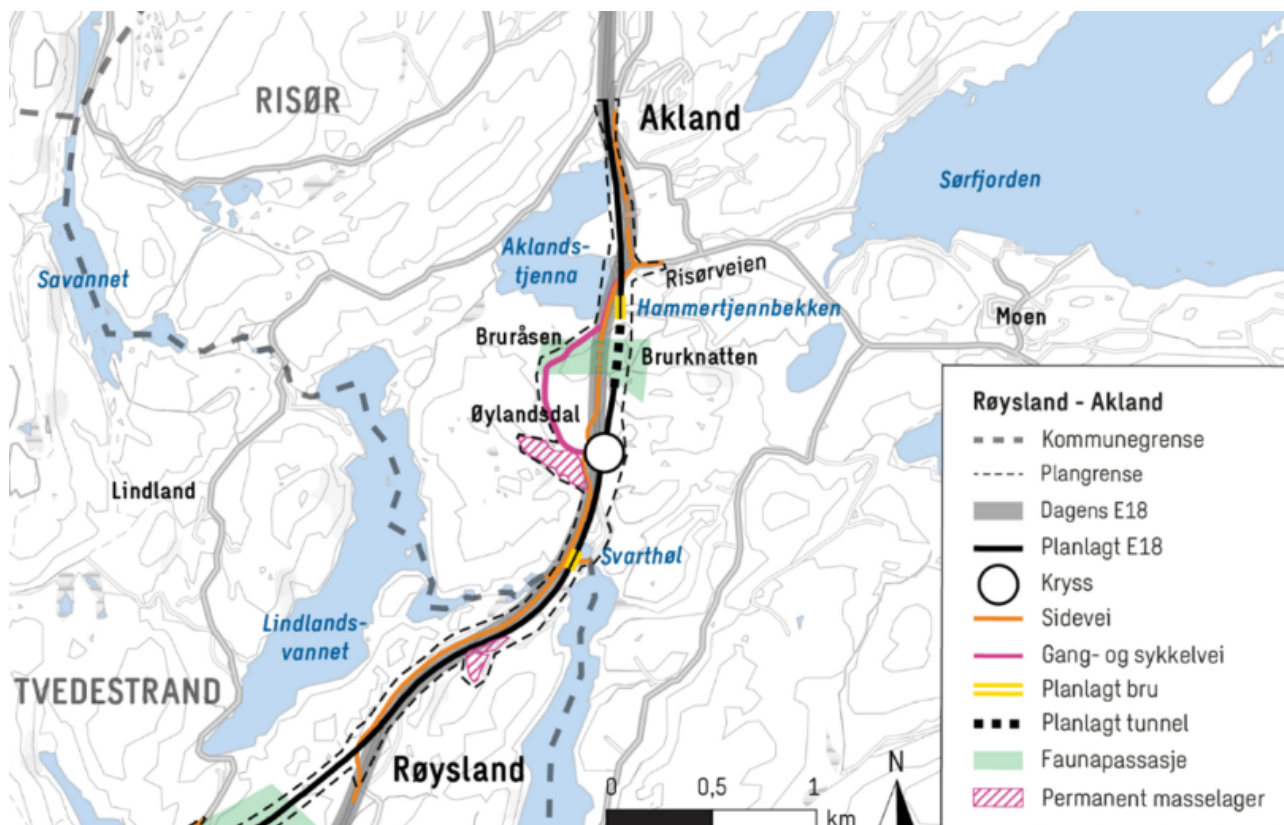 RISØR
Akland
Sørfjorden
Aklands-
tjenna
Savannet
Risørveien
Hammertjennbekken
Moen
Bruråsen
Brurknatten
Øylandsdal
Lindland
Svarthøl
Lindlands-
vannet
TVEDESTRAND
Røysland
Røysland - Akland
Kommunegrense
Plangrense
Dagens E18
Planlagt E18
Kryss
Sidevei
Gang- og sykkelvei
Planlagt bru
Planlagt tunnel
Faunapassasje
Permanent masselager
0 0,5 1
km
N